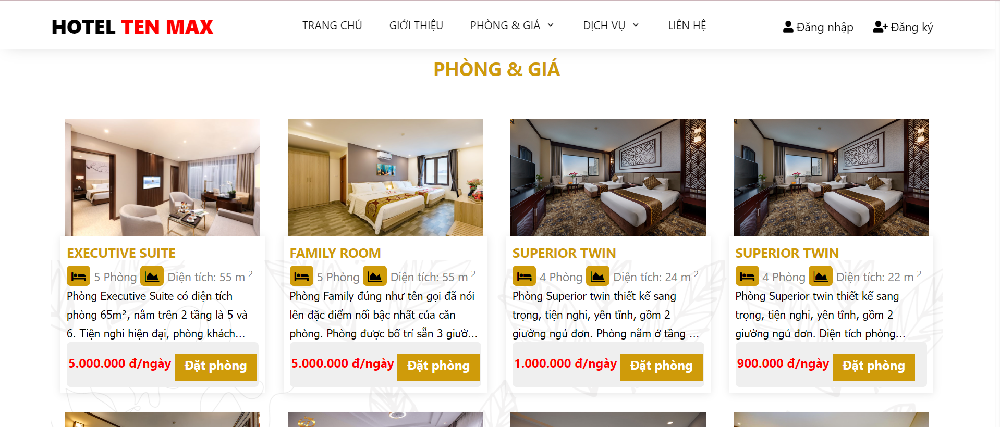 HOTEL TEN MAX
TRANG CHỦ
GIỚI THIỆU
PHÒNG & GIÁ
DỊCH VỤ
LIÊN HỆ
Đăng nhập
Đăng ký
PHÒNG & GIÁ
EXECUTIVE SUITE
5 Phòng Diện tích: 55 m 2
Phòng Executive Suite có diện tích
phòng 65m², nằm trên 2 tầng là 5 và
6. Tiện nghi hiện đại, phòng khách...
5.000.000 đ/ngày Đặt phòng
FAMILY ROOM
5 Phòng Diện tích: 55 m 2
Phòng Family đúng như tên gọi đã nói
lên đặc điểm nổi bậc nhất của căn
phòng. Phòng được bố trí sẵn 3 giườ...
5.000.000 đ/ngày Đặt phòng
SUPERIOR TWIN
4 Phòng Diện tích: 24 m 2
Phòng Superior twin thiết kế sang
trọng, tiện nghi, yên tĩnh, gồm 2
giường ngủ đơn. Phòng nằm ở tầng ...
1.000.000 đ/ngày Đặt phòng
SUPERIOR TWIN
4 Phòng Diện tích: 22 m 2
Phòng Superior twin thiết kế sang
trọng, tiện nghi, yên tĩnh, gồm 2
giường ngủ đơn. Diện tích phòng...
900.000 đ/ngày Đặt phòng